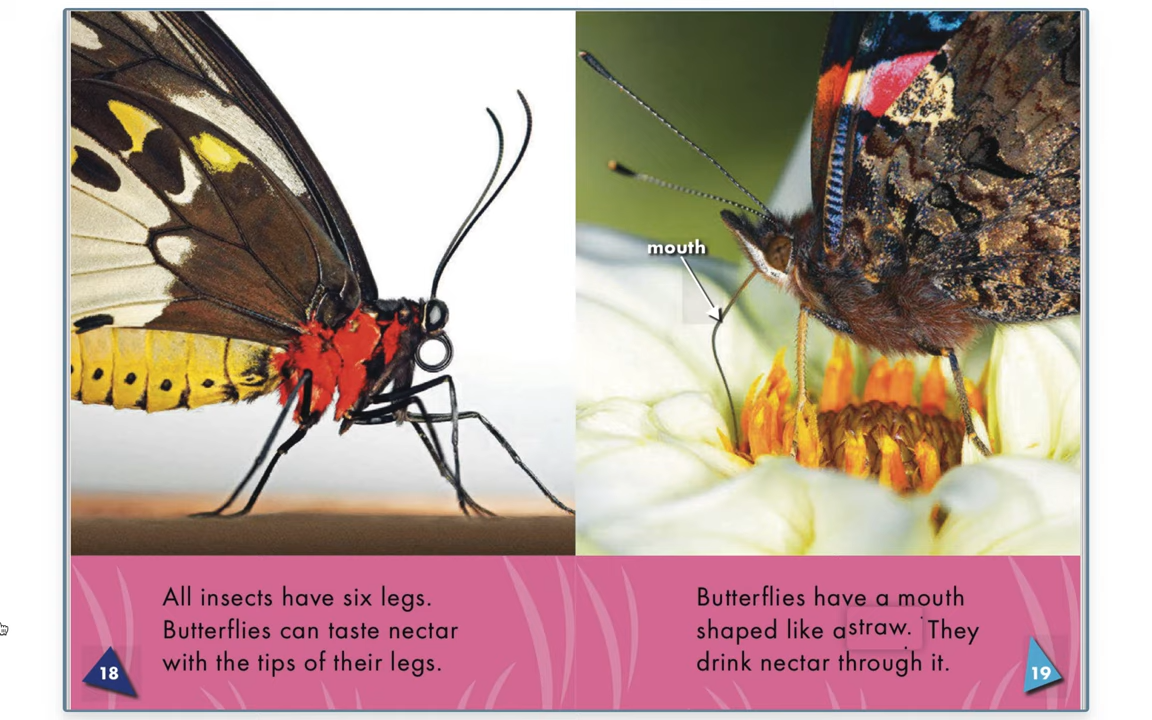 All insects have six legs.
Butterflies can taste nectar
with the tips of their legs.
18
mouth
Butterflies have a mouth
shaped like a straw. They
drink nectar through it.
19